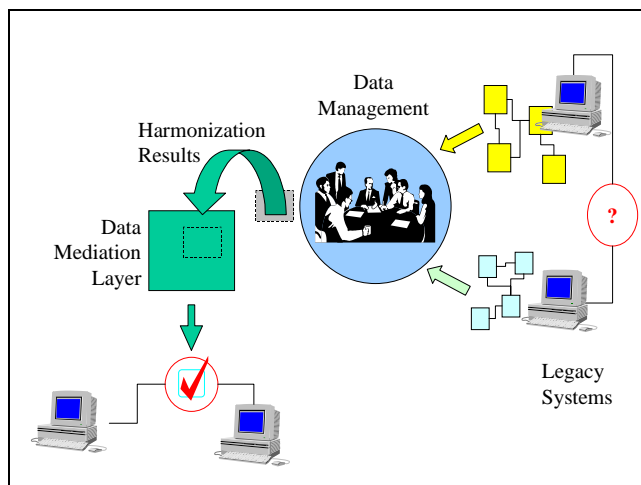 Data
Management
Harmonization
Results
Data
Mediation
Layer
?
Legacy
Systems